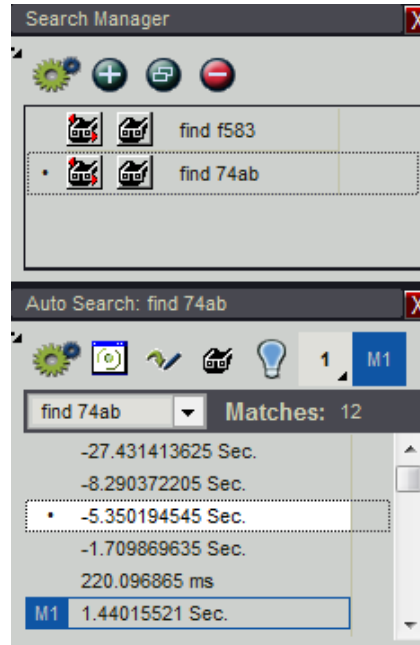 Search Manager
X
find f583
find 74ab
Auto Search: find 74ab
X
1 M1
find 74ab Matches: 12
-27.431413625 Sec.
-8.290372205 Sec.
-5.350194545 Sec.
-1.709869635 Sec.
220.096865 ms
M1 1.44015521 Sec.